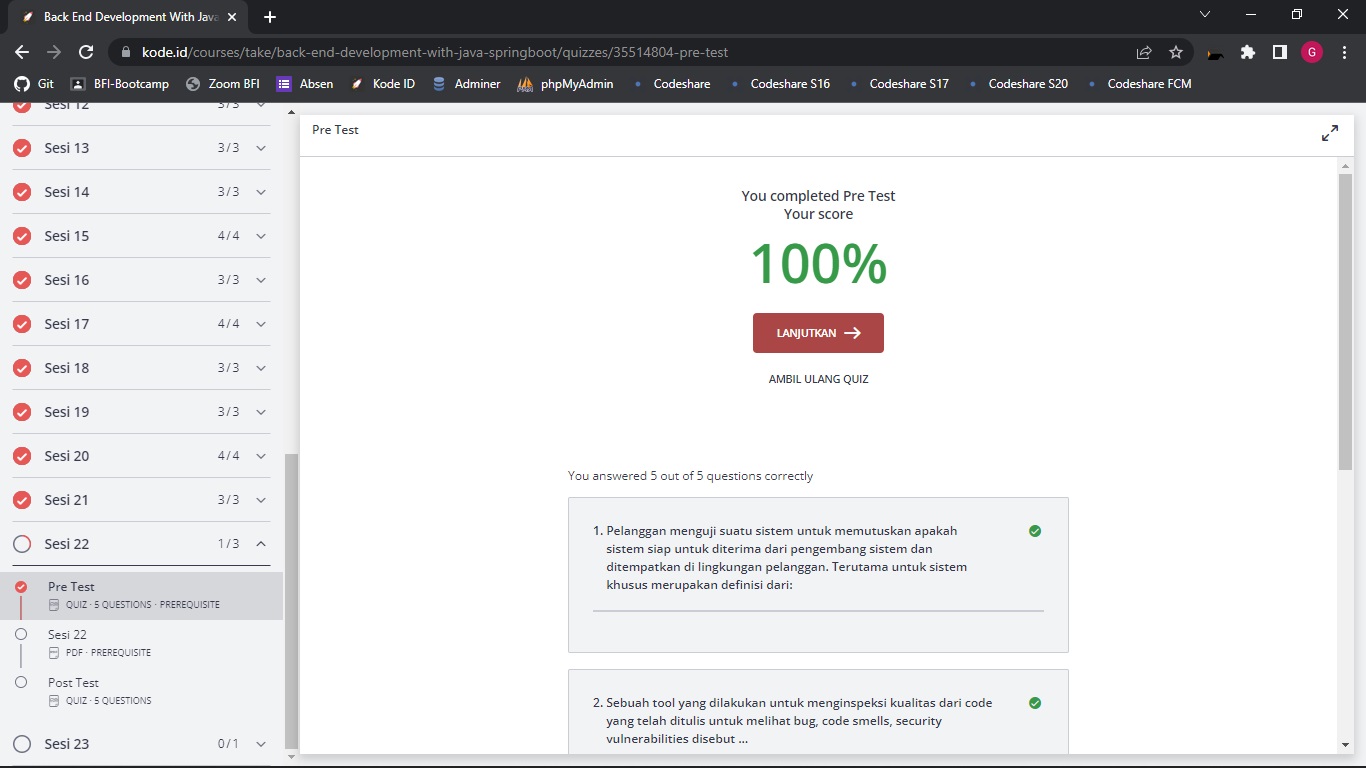 Back End Development With Java
kode.id/courses/take/back-end-development-with-java-springboot/quizzes/35514804-pre-test
G
Git
BFI-Bootcamp
Zoom BFI
Absen
Kode ID
Adminer
phpMyAdmin
Codeshare
Codeshare S16
Codeshare S17
Codeshare S20
Codeshare FCM
Sesi 12 3/3
Sesi 13 3/3
Sesi 14 3/3
Sesi 15 4/4
Sesi 16 3/3
Sesi 17 4/4
Sesi 18 3/3
Sesi 19 3/3
Sesi 20 4/4
Sesi 21 3/3
Sesi 22 1/3
Pre Test
QUIZ · 5 QUESTIONS · PREREQUISITE
Sesi 22
PDF · PREREQUISITE
Post Test
QUIZ · 5 QUESTIONS
Sesi 23 0/1
Pre Test
You completed Pre Test
Your score
100%
LANJUTKAN
AMBIL ULANG QUIZ
You answered 5 out of 5 questions correctly
1. Pelanggan menguji suatu sistem untuk memutuskan apakah
sistem siap untuk diterima dari pengembang sistem dan
ditempatkan di lingkungan pelanggan. Terutama untuk sistem
khusus merupakan definisi dari:
2. Sebuah tool yang dilakukan untuk menginspeksi kualitas dari code
yang telah ditulis untuk melihat bug, code smells, security
vulnerabilities disebut ...